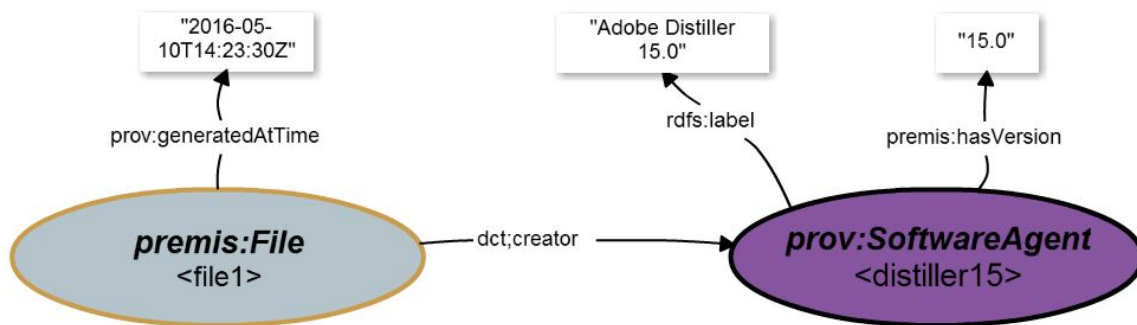 "2016-05-
10T14:23:30Z"
"Adobe Distiller
15.0"
"15.0"
prov:generatedAtTime
rdfs:label
premis:hasVersion
premis:File
<file1>
dct;creator
prov:SoftwareAgent
<distiller15>